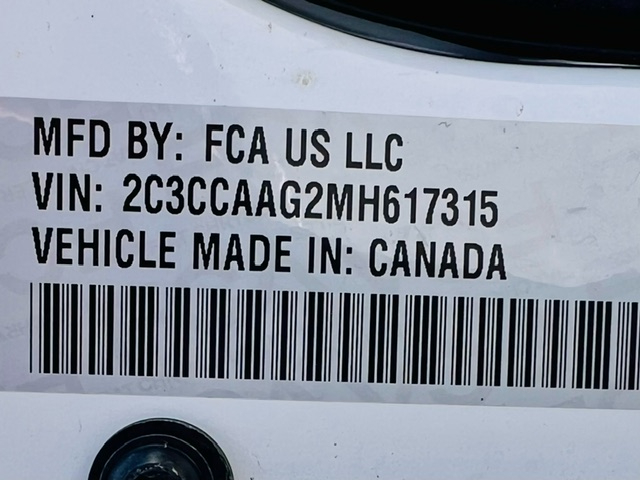 MFD BY: FCA US LLC
VIN: 2C3CCAAG2MH617315
VEHICLE MADE IN: CANADA